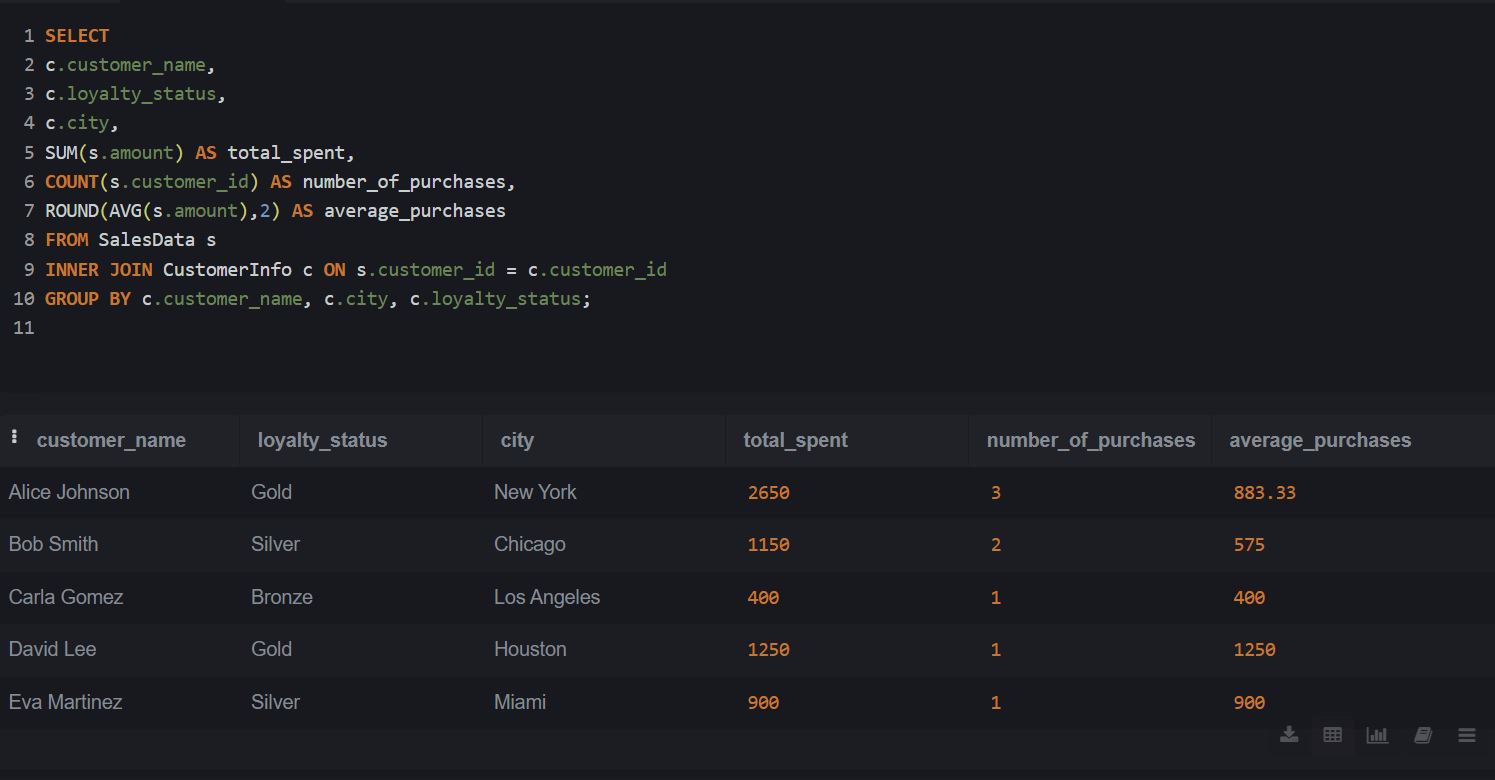 1 SELECT
2 c.customer_name,
3 c.loyalty_status,
4 c.city,
5 SUM(s.amount) AS total_spent,
6 COUNT(s.customer_id) AS number_of_purchases,
7 ROUND(AVG(s.amount),2) AS average_purchases
8 FROM SalesData s
9 INNER JOIN CustomerInfo c ON s.customer_id = c.customer_id
10 GROUP BY c.customer_name, c.city, c.loyalty_status;
11
customer_name loyalty_status city total_spent number_of_purchases average_purchases
Alice Johnson Gold New York 2650 3 883.33
Bob Smith Silver Chicago 1150 2 575
Carla Gomez Bronze Los Angeles 400 1 400
David Lee Gold Houston 1250 1 1250
Eva Martinez Silver Miami 900 1 900